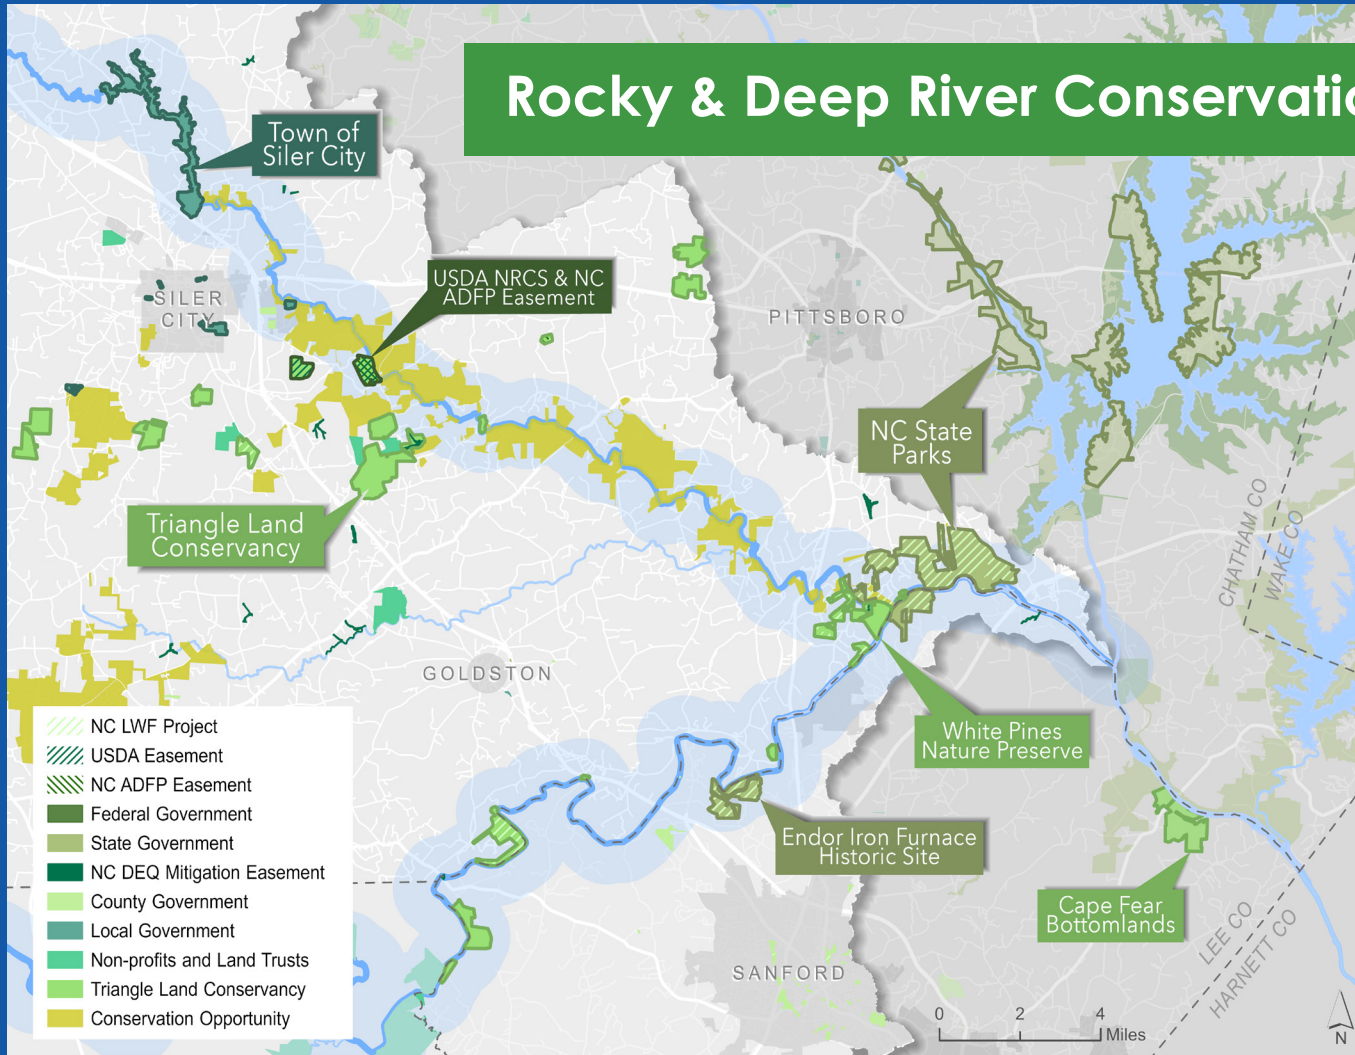 Rocky & Deep River Conservatio
Town of
Siler City
USDA NRCS & NC
ADFP Easement
SILER
CITY
PITTSBORO
NC State
Parks
Triangle Land
Conservancy
CHATHAM CO
WAKE CO
GOLDSTON
White Pines
Nature Preserve
Endor Iron Furnace
Historic Site
Cape Fear
Bottomlands
LEE CO
HARNETT CO
SANFORD
NC LWF Project
USDA Easement
NC ADFP Easement
Federal Government
State Government
NC DEQ Mitigation Easement
County Government
Local Government
Non-profits and Land Trusts
Triangle Land Conservancy
Conservation Opportunity
0 2 4
Miles
N